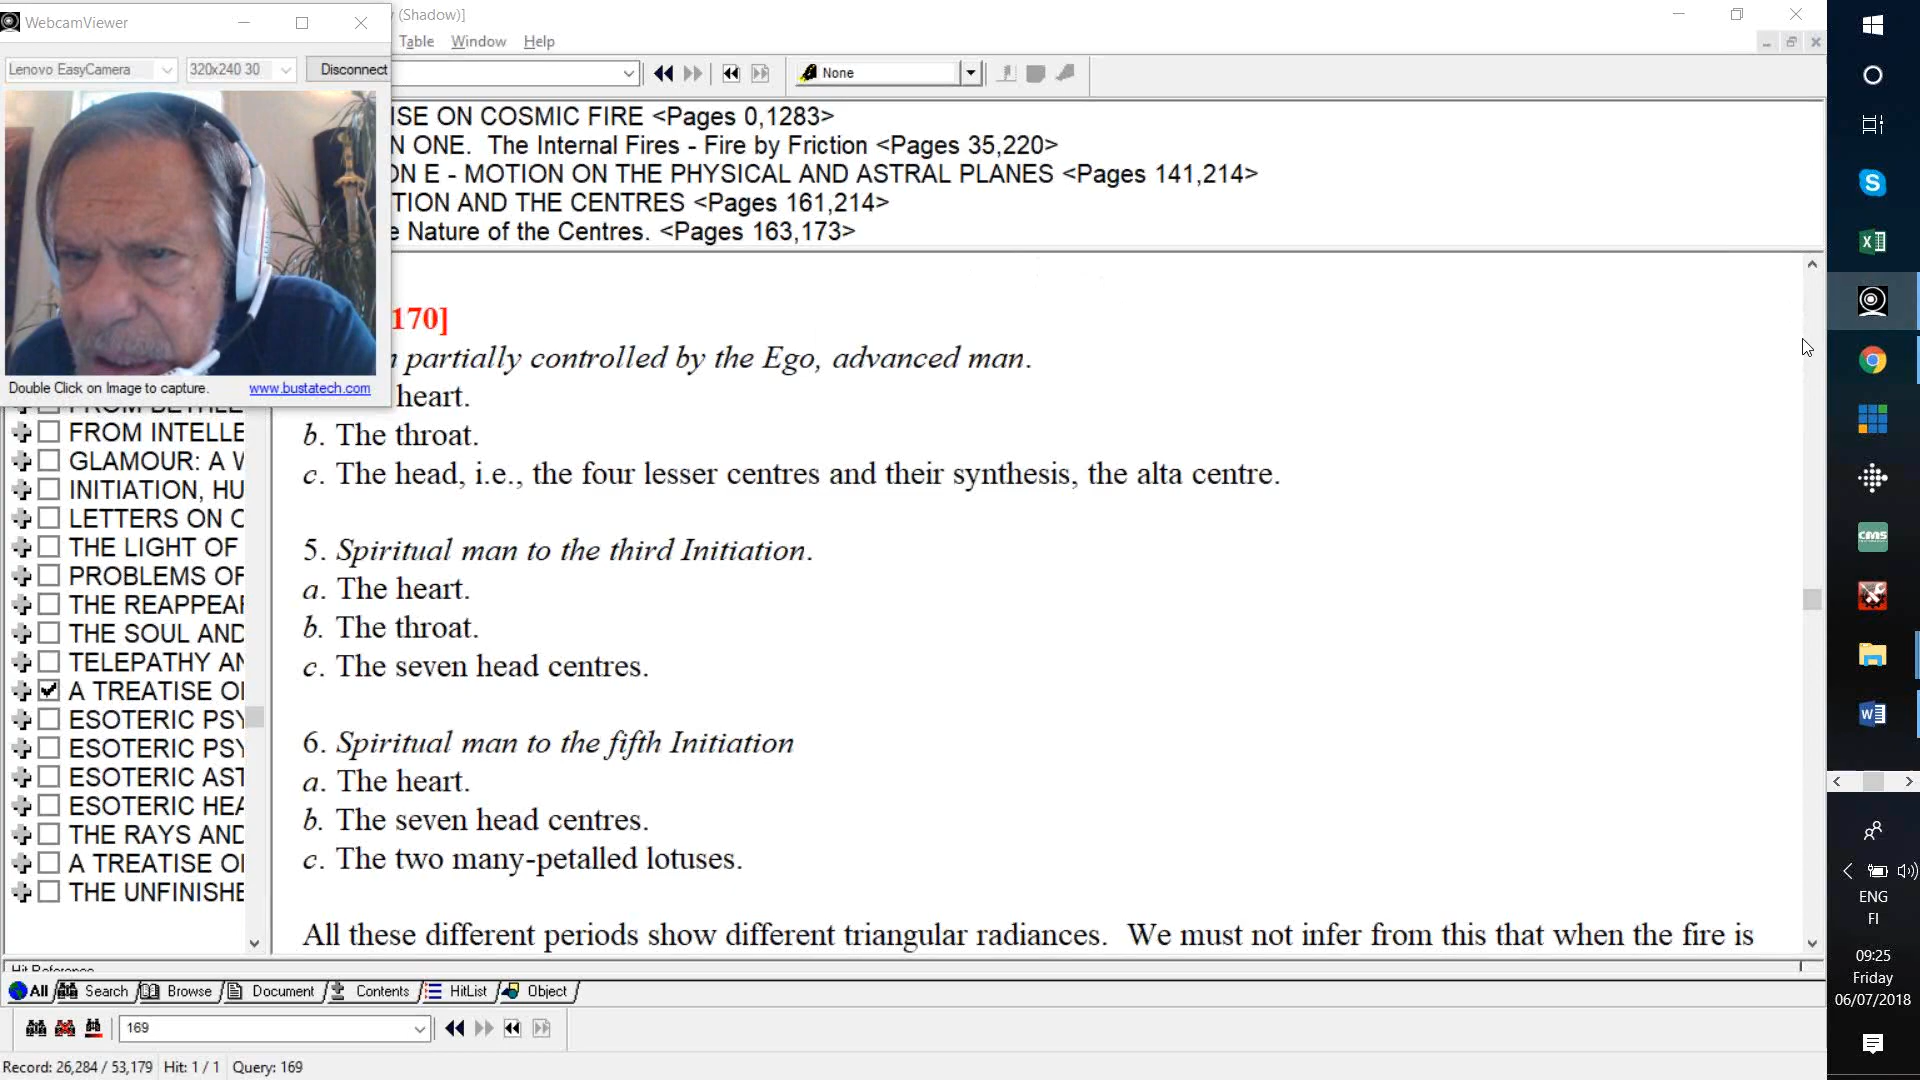 WebcamViewer
(Shadow)]
Table Window Help
Lenovo EasyCamera 320x240 30 Disconnect
None
ISE ON COSMIC FIRE <Pages 0,1283>
N ONE. The Internal Fires - Fire by Friction <Pages 35,220>
ON E - MOTION ON THE PHYSICAL AND ASTRAL PLANES <Pages 141,214>
TION AND THE CENTRES <Pages 161,214>
e Nature of the Centres. <Pages 163,173>
Double Click on Image to capture. www.bustatech.com
170]
n partially controlled by the Ego, advanced man.
heart.
b. The throat.
c. The head, i.e., the four lesser centres and their synthesis, the alta centre.
5. Spiritual man to the third Initiation.
a. The heart.
b. The throat.
c. The seven head centres.
6. Spiritual man to the fifth Initiation
a. The heart.
b. The seven head centres.
c. The two many-petalled lotuses.
All these different periods show different triangular radiances. We must not infer from this that when the fire is
FROM BETHLE
FROM INTELLE
GLAMOUR: A W
INITIATION, HU
LETTERS ON O
THE LIGHT OF
PROBLEMS OF
THE REAPPEAR
THE SOUL AND
TELEPATHY AN
A TREATISE O
ESOTERIC PSY
ESOTERIC PSY
ESOTERIC AST
ESOTERIC HEA
THE RAYS AND
A TREATISE O
THE UNFINISHE
Hit Reference
All Search Browse Document Contents HitList Object
169
Record: 26,284 / 53,179 Hit: 1 / 1 Query: 169
cms
ENG
FI
09:25
Friday
06/07/2018